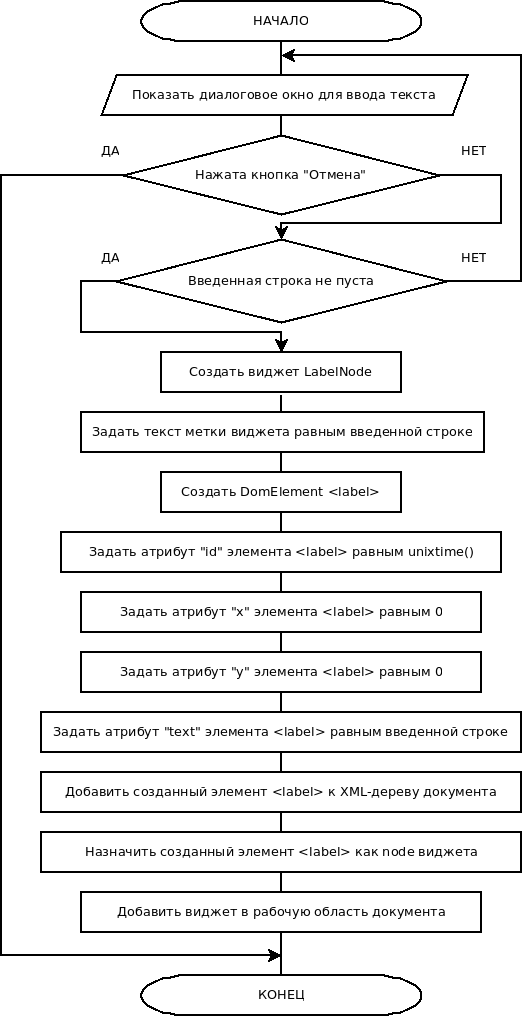 НАЧАЛО
Показать диалоговое окно для ввода текста
ДА
НЕТ
Нажата кнопка "Отмена"
ДА
НЕТ
Введенная строка не пуста
Создать виджет LabelNode
Задать текст метки виджета равным введенной строке
Создать DomElement <label>
Задать атрибут "id" элемента <label> равным unixtime()
Задать атрибут "x" элемента <label> равным 0
Задать атрибут "y" элемента <label> равным 0
Задать атрибут "text" элемента <label> равным введенной строке
Добавить созданный элемент <label> к XML-дереву документа
Назначить созданный элемент <label> как node виджета
Добавить виджет в рабочую область документа
КОНЕЦ